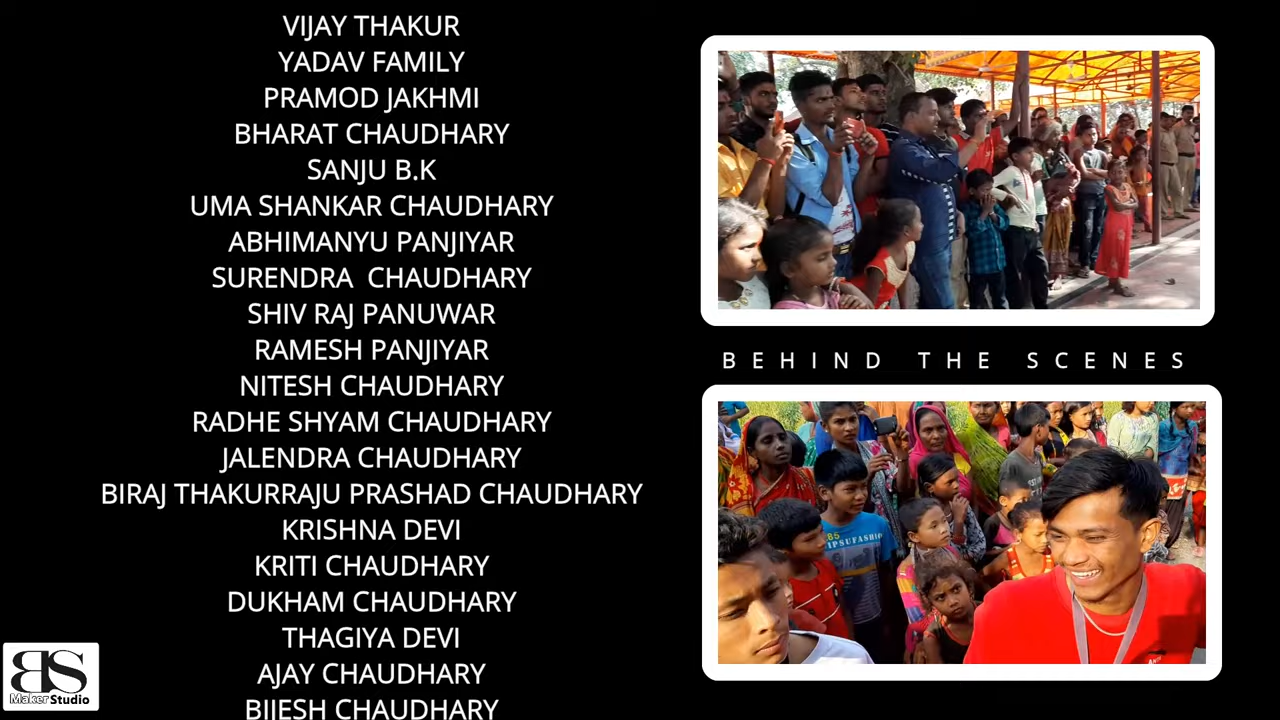 VIJAY THAKUR
YADAV FAMILY
PRAMOD JAKHMI
BHARAT CHAUDHARY
SANJU B.K
UMA SHANKAR CHAUDHARY
ABHIMANYU PANJIYAR
SURENDRA CHAUDHARY
SHIV RAJ PANUWAR
RAMESH PANJIYAR
NITESH CHAUDHARY
RADHE SHYAM CHAUDHARY
JALENDRA CHAUDHARY
BIRAJ THAKURRAJU PRASHAD CHAUDHARY
KRISHNA DEVI
KRITI CHAUDHARY
DUKHAM CHAUDHARY
THAGIYA DEVI
AJAY CHAUDHARY
BIJESH CHAUDHARY
BEHIND THE SCENES
85
IPSUFASHION
BS
Maker Studio